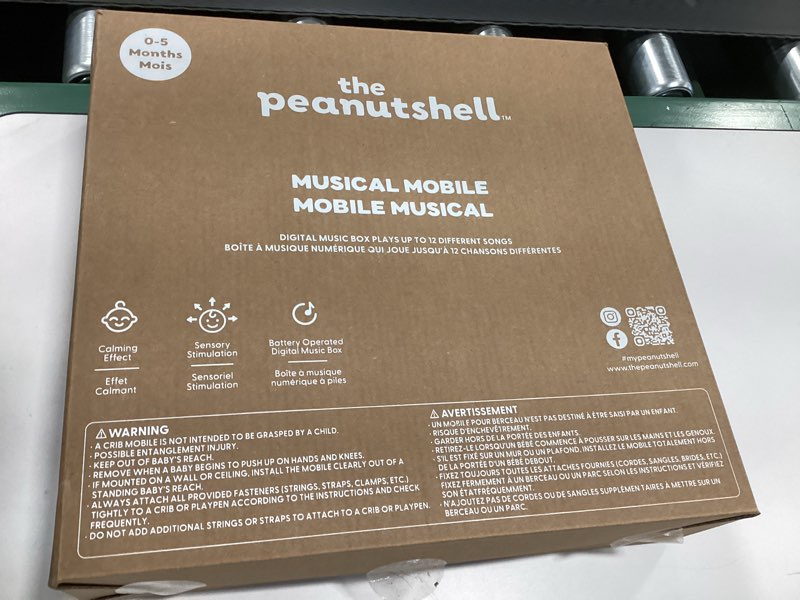 0-5
Months
Mois
the
peanutshell™
MUSICAL MOBILE
MOBILE MUSICAL
DIGITAL MUSIC BOX PLAYS UP TO 12 DIFFERENT SONGS
BOÎTE À MUSIQUE NUMÉRIQUE QUI JOUE JUSQU'À 12 CHANSONS DIFFÉRENTES
Calming
Effect
Effet
Calmant
Sensory
Stimulation
Sensoriel
Stimulation
Battery Operated
Digital Music Box
Boîte à musique
numérique à piles
#mypeanutshell
www.thepeanutshell.com
⚠ WARNING
· A CRIB MOBILE IS NOT INTENDED TO BE GRASPED BY A CHILD.
· POSSIBLE ENTANGLEMENT INJURY.
· KEEP OUT OF BABY'S REACH.
· REMOVE WHEN A BABY BEGINS TO PUSH UP ON HANDS AND KNEES.
· IF MOUNTED ON A WALL OR CEILING, INSTALL THE MOBILE CLEARLY OUT OF A
STANDING BABY'S REACH.
· ALWAYS ATTACH ALL PROVIDED FASTENERS (STRINGS, STRAPS, CLAMPS, ETC.)
TIGHTLY TO A CRIB OR PLAYPEN ACCORDING TO THE INSTRUCTIONS AND CHECK
FREQUENTLY.
· DO NOT ADD ADDITIONAL STRINGS OR STRAPS TO ATTACH TO A CRIB OR PLAYPEN.
⚠ AVERTISSEMENT
· UN MOBILE POUR BERCEAU N'EST PAS DESTINÉ À ÊTRE SAISI PAR UN ENFANT.
· RISQUE D'ENCHEVÊTREMENT.
· GARDER HORS DE LA PORTÉE DES ENFANTS.
· RETIREZ-LE LORSQU'UN BÉBÉ COMMENCE À POUSSER SUR LES MAINS ET LES GENOUX.
· S'IL EST FIXÉ SUR UN MUR OU UN PLAFOND, INSTALLEZ LE MOBILE TOTALEMENT HORS
DE LA PORTÉE D'UN BÉBÉ DEBOUT.
· FIXEZ TOUJOURS TOUTES LES ATTACHES FOURNIES (CORDES, SANGLES, BRIDES, ETC.)
FIXEZ FERMEMENT À UN BERCEAU OU UN PARC SELON LES INSTRUCTIONS ET VÉRIFIEZ
SON ÉTATFRÉQUEMMENT.
· N'AJOUTEZ PAS DE CORDES OU DE SANGLES SUPPLÉMENTAIRES À METTRE SUR UN
BERCEAU OU UN PARC.